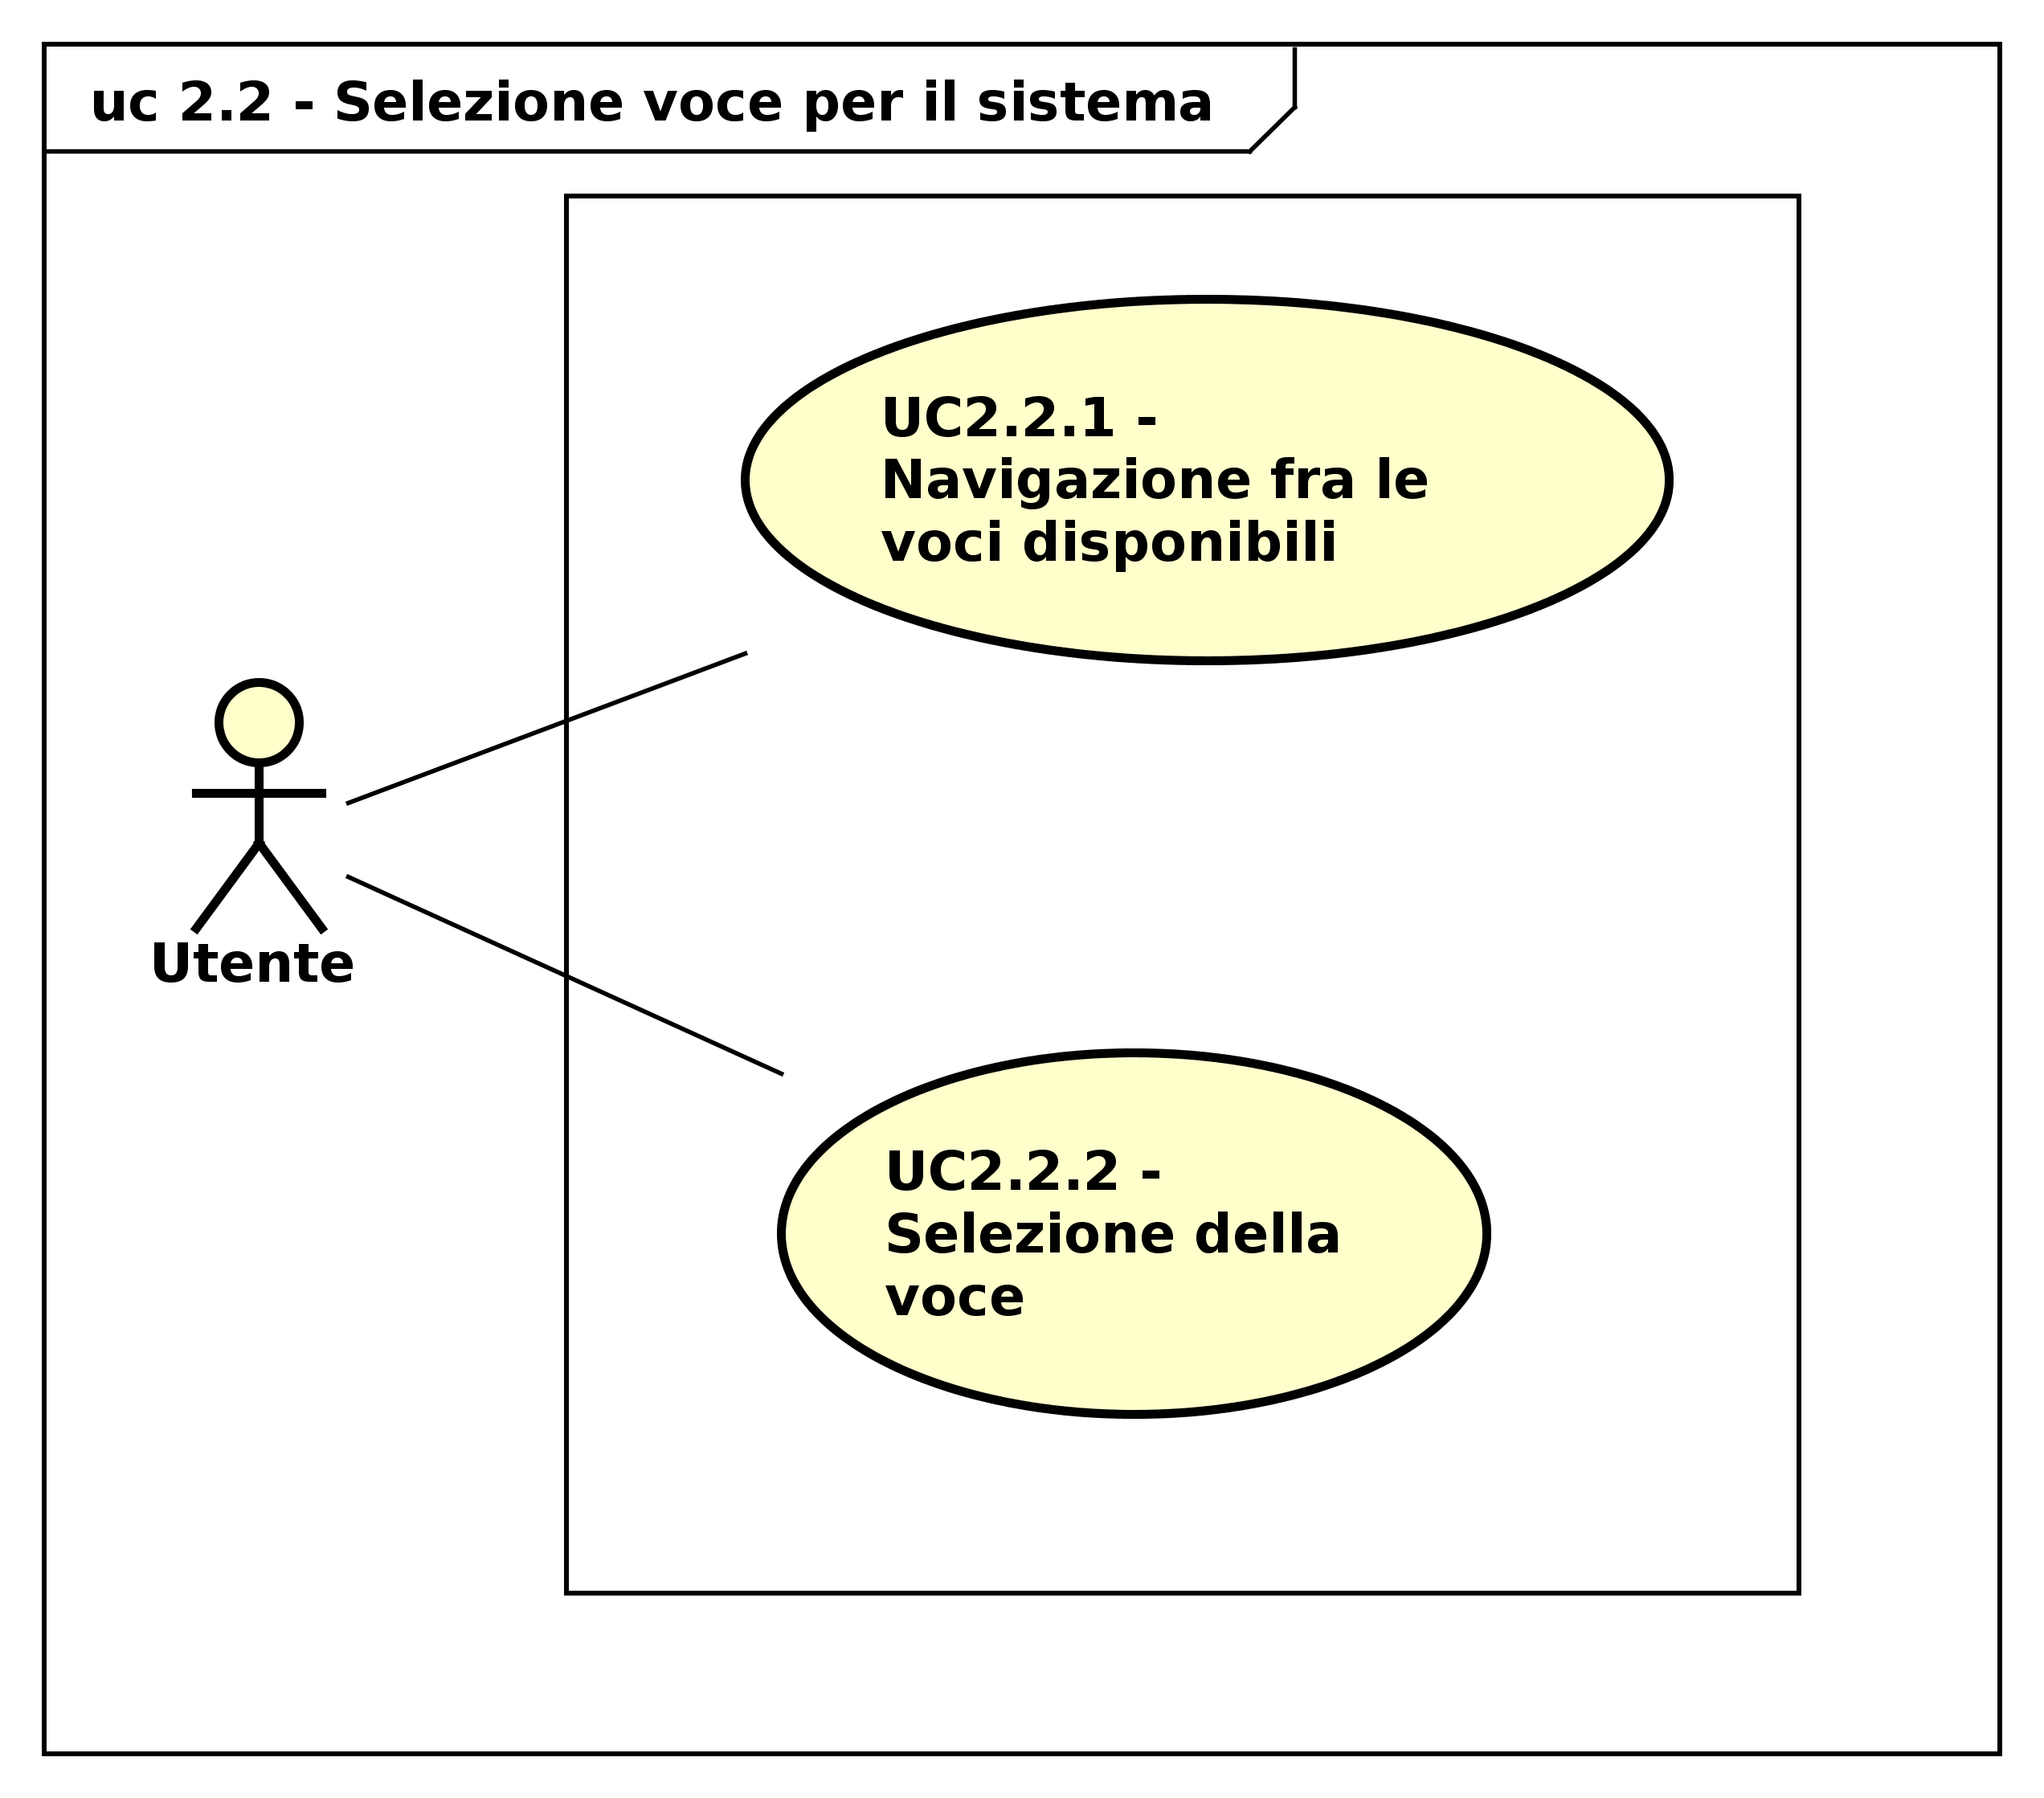 uc 2.2 - Selezione voce per il sistema
UC2.2.1 -
Navigazione fra le
voci disponibili
Utente
UC2.2.2 -
Selezione della
voce